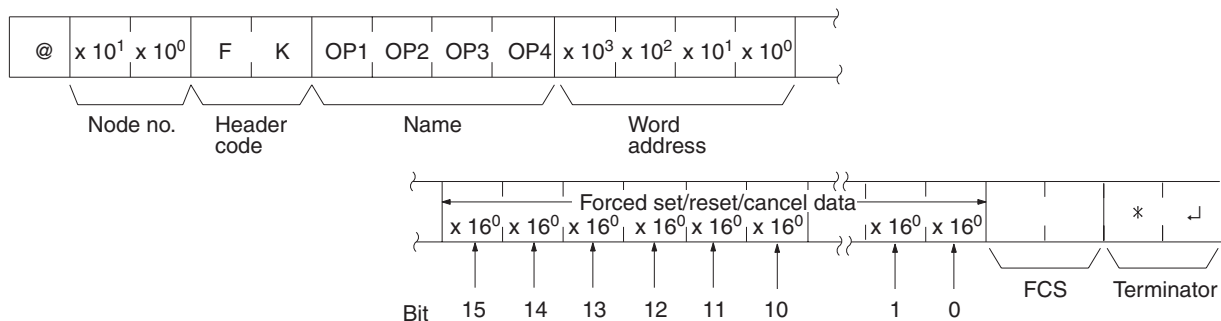 @ x 10¹ x 10⁰ F K OP1 OP2 OP3 OP4 x 10³ x 10² x 10¹ x 10⁰
Node no. Header code Name Word address
Forced set/reset/cancel data
x 16⁰ x 16⁰ x 16⁰ x 16⁰ x 16⁰ x 16⁰ x 16⁰ x 16⁰ * ↵
Bit 15 14 13 12 11 10 1 0 FCS Terminator